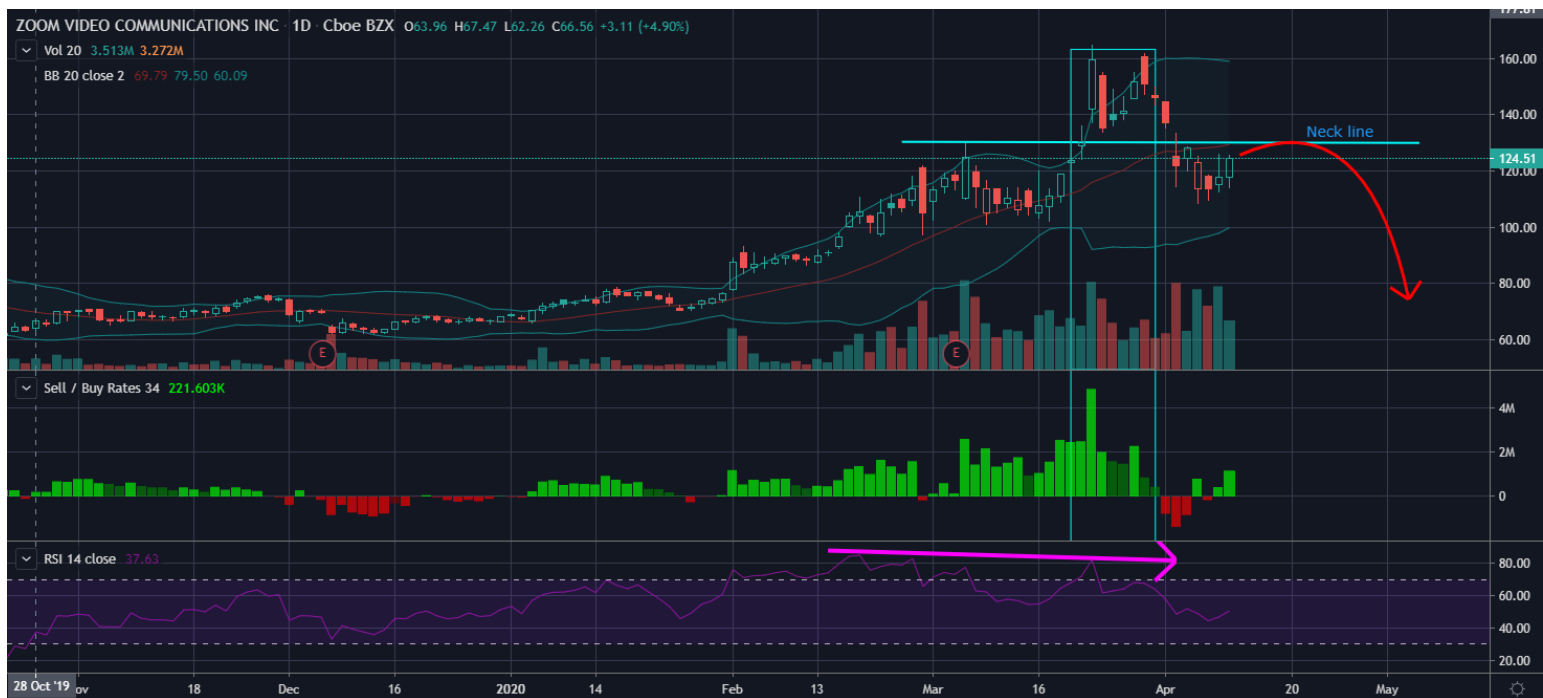 177.81
ZOOM VIDEO COMMUNICATIONS INC · 1D · Cboe BZX O63.96 H67.47 L62.26 C66.56 +3.11 (+4.90%)
Vol 20 3.513M 3.272M
BB 20 close 2 69.79 79.50 60.09
160.00
140.00
Neck line
124.51
120.00
100.00
80.00
60.00
E E
Sell / Buy Rates 34 221.603K
4M
2M
0
RSI 14 close 37.63
80.00
60.00
40.00
20.00
28 Oct '19 ov 18 Dec 16 2020 14 Feb 13 Mar 16 Apr 20 May